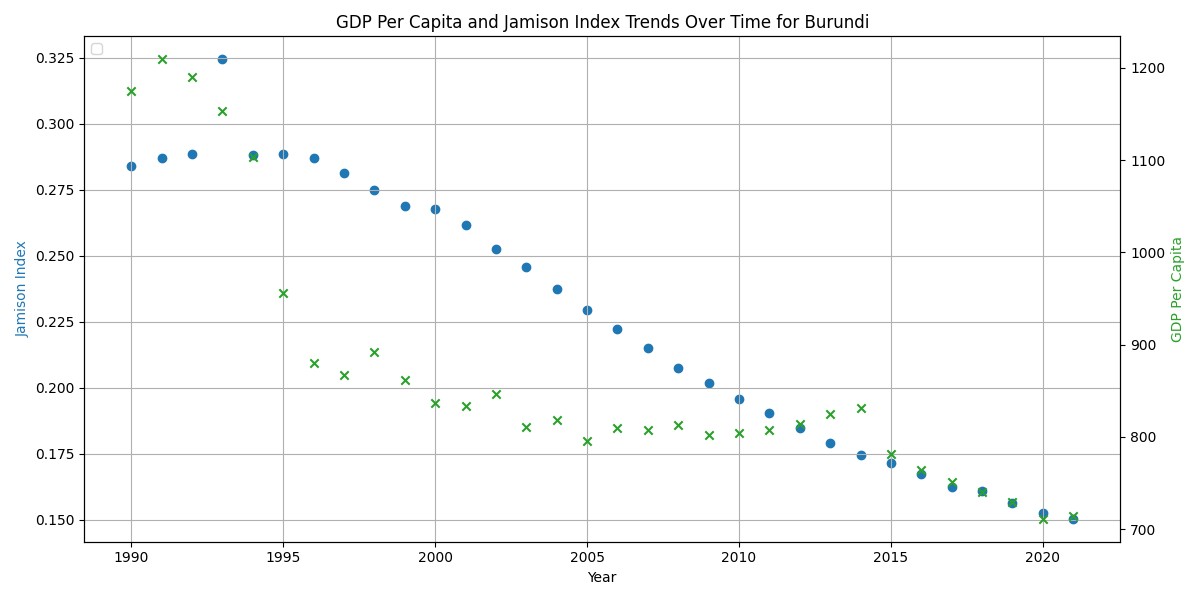 GDP Per Capita and Jamison Index Trends Over Time for Burundi
0.325
0.300
0.275
0.250
0.225
0.200
0.175
0.150
Jamison Index
1200
1100
1000
900
800
700
GDP Per Capita
1990 1995 2000 2005 2010 2015 2020
Year